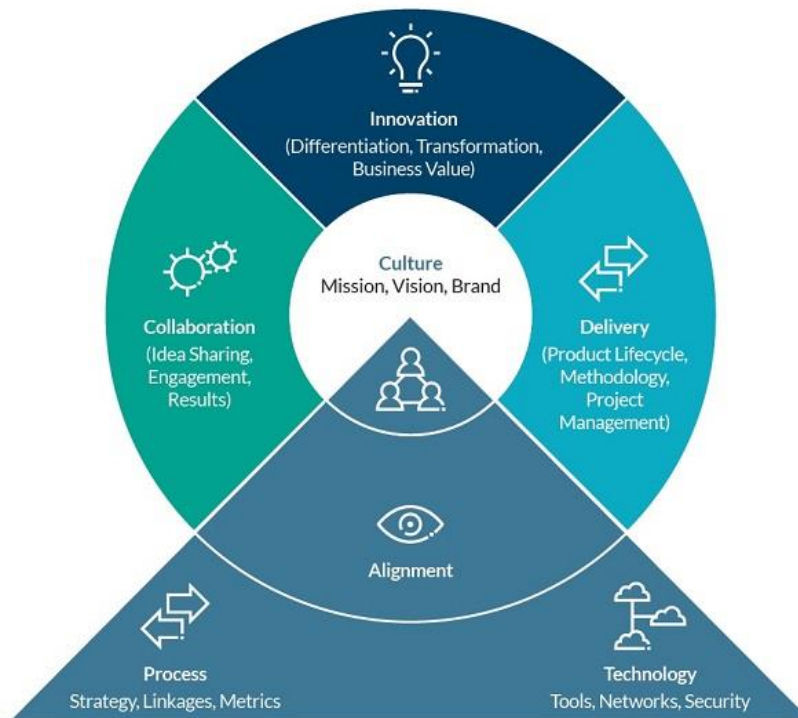 Innovation
(Differentiation, Transformation,
Business Value)
Culture
Mission, Vision, Brand
Collaboration
(Idea Sharing,
Engagement,
Results)
Delivery
(Product Lifecycle,
Methodology,
Project
Management)
Alignment
Process
Strategy, Linkages, Metrics
Technology
Tools, Networks, Security